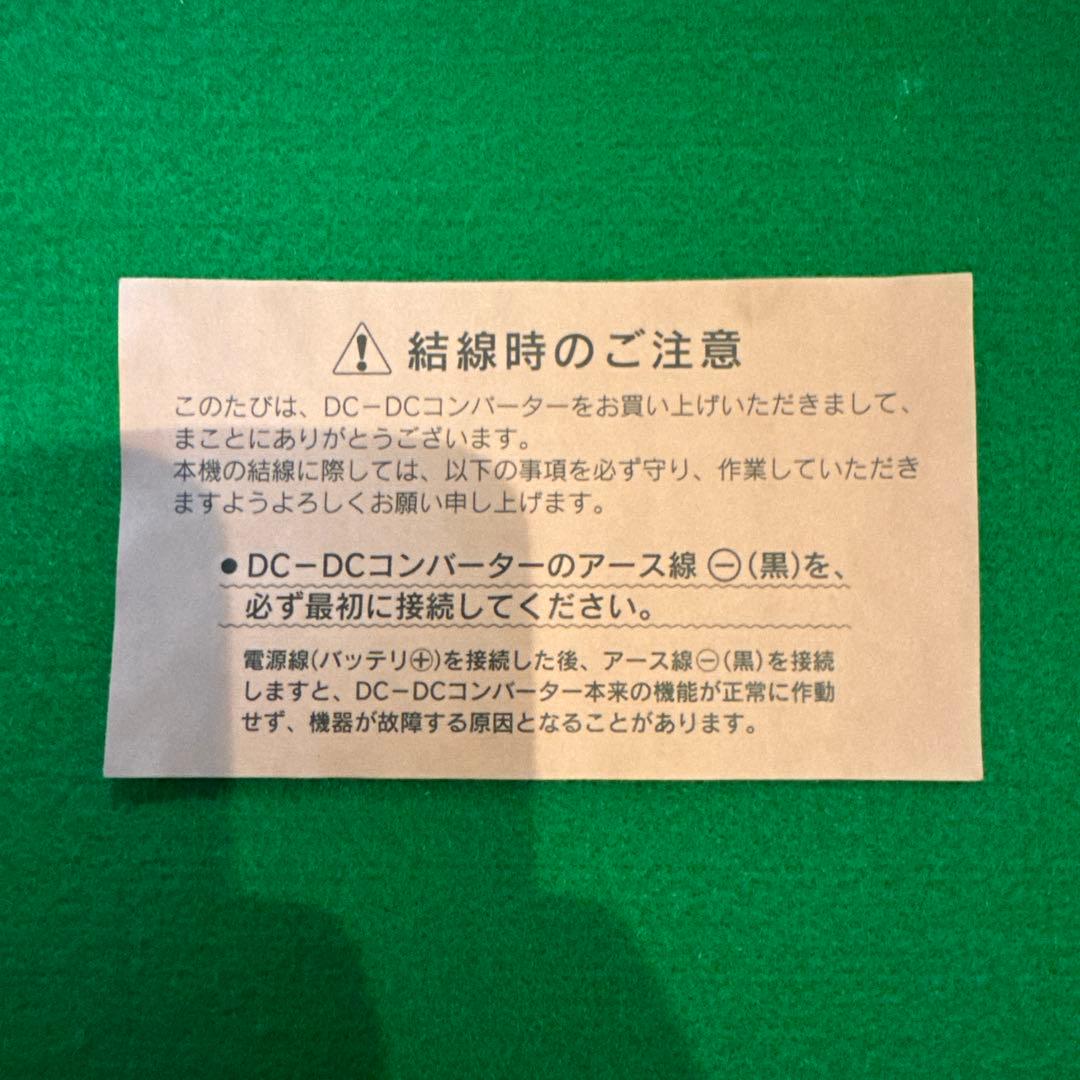 結線時のご注意
このたびは、DC-DCコンバーターをお買い上げいただきまして、
まことにありがとうございます。
本機の結線に際しては、以下の事項を必ず守り、作業していただき
ますようよろしくお願い申し上げます。
●DC-DCコンバーターのアース線㊀(黒)を、
必ず最初に接続してください。
電源線(バッテリ⊕)を接続した後、アース線⊖(黒)を接続
しますと、DC-DCコンバーター本来の機能が正常に作動
せず、機器が故障する原因となることがあります。